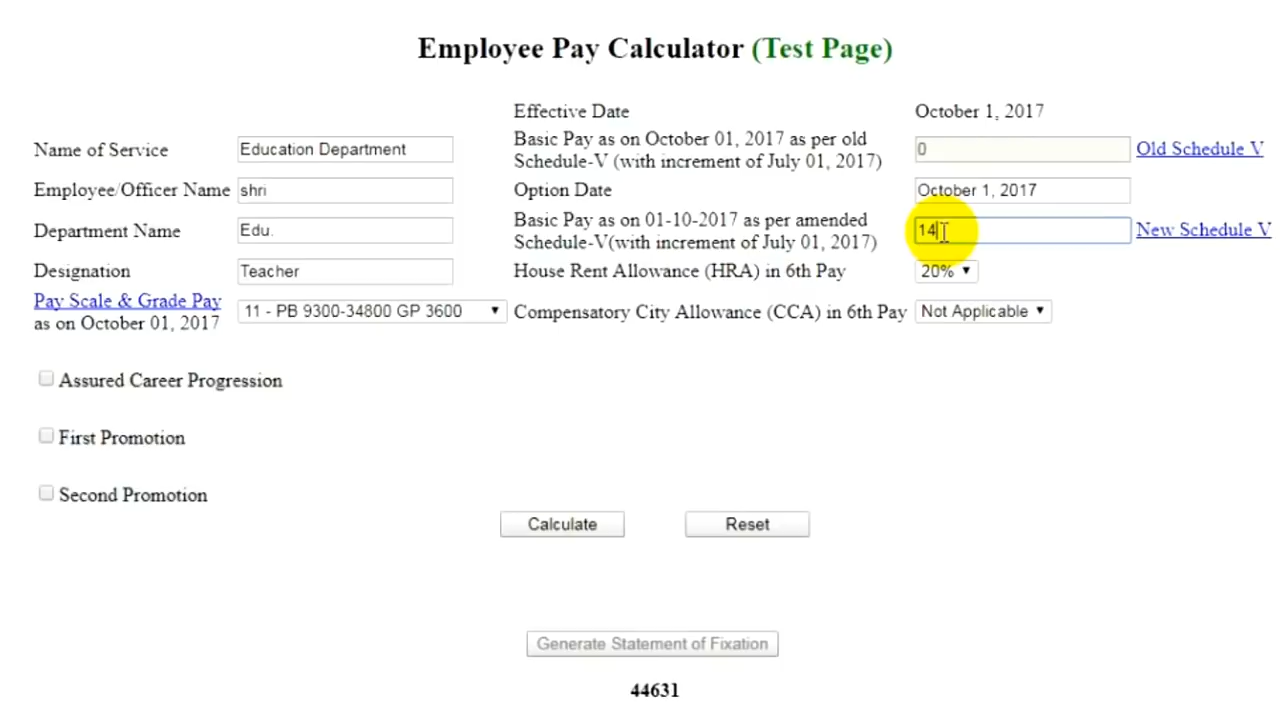 Employee Pay Calculator (Test Page)
Effective Date October 1, 2017
Name of Service Education Department
Basic Pay as on October 01, 2017 as per old
Schedule-V (with increment of July 01, 2017)
0 Old Schedule V
Employee/Officer Name shri
Option Date October 1, 2017
Department Name Edu.
Basic Pay as on 01-10-2017 as per amended
Schedule-V(with increment of July 01, 2017)
14 New Schedule V
Designation Teacher
House Rent Allowance (HRA) in 6th Pay 20%
Pay Scale & Grade Pay
as on October 01, 2017
11 - PB 9300-34800 GP 3600
Compensatory City Allowance (CCA) in 6th Pay Not Applicable
Assured Career Progression
First Promotion
Second Promotion
Calculate Reset
Generate Statement of Fixation
44631